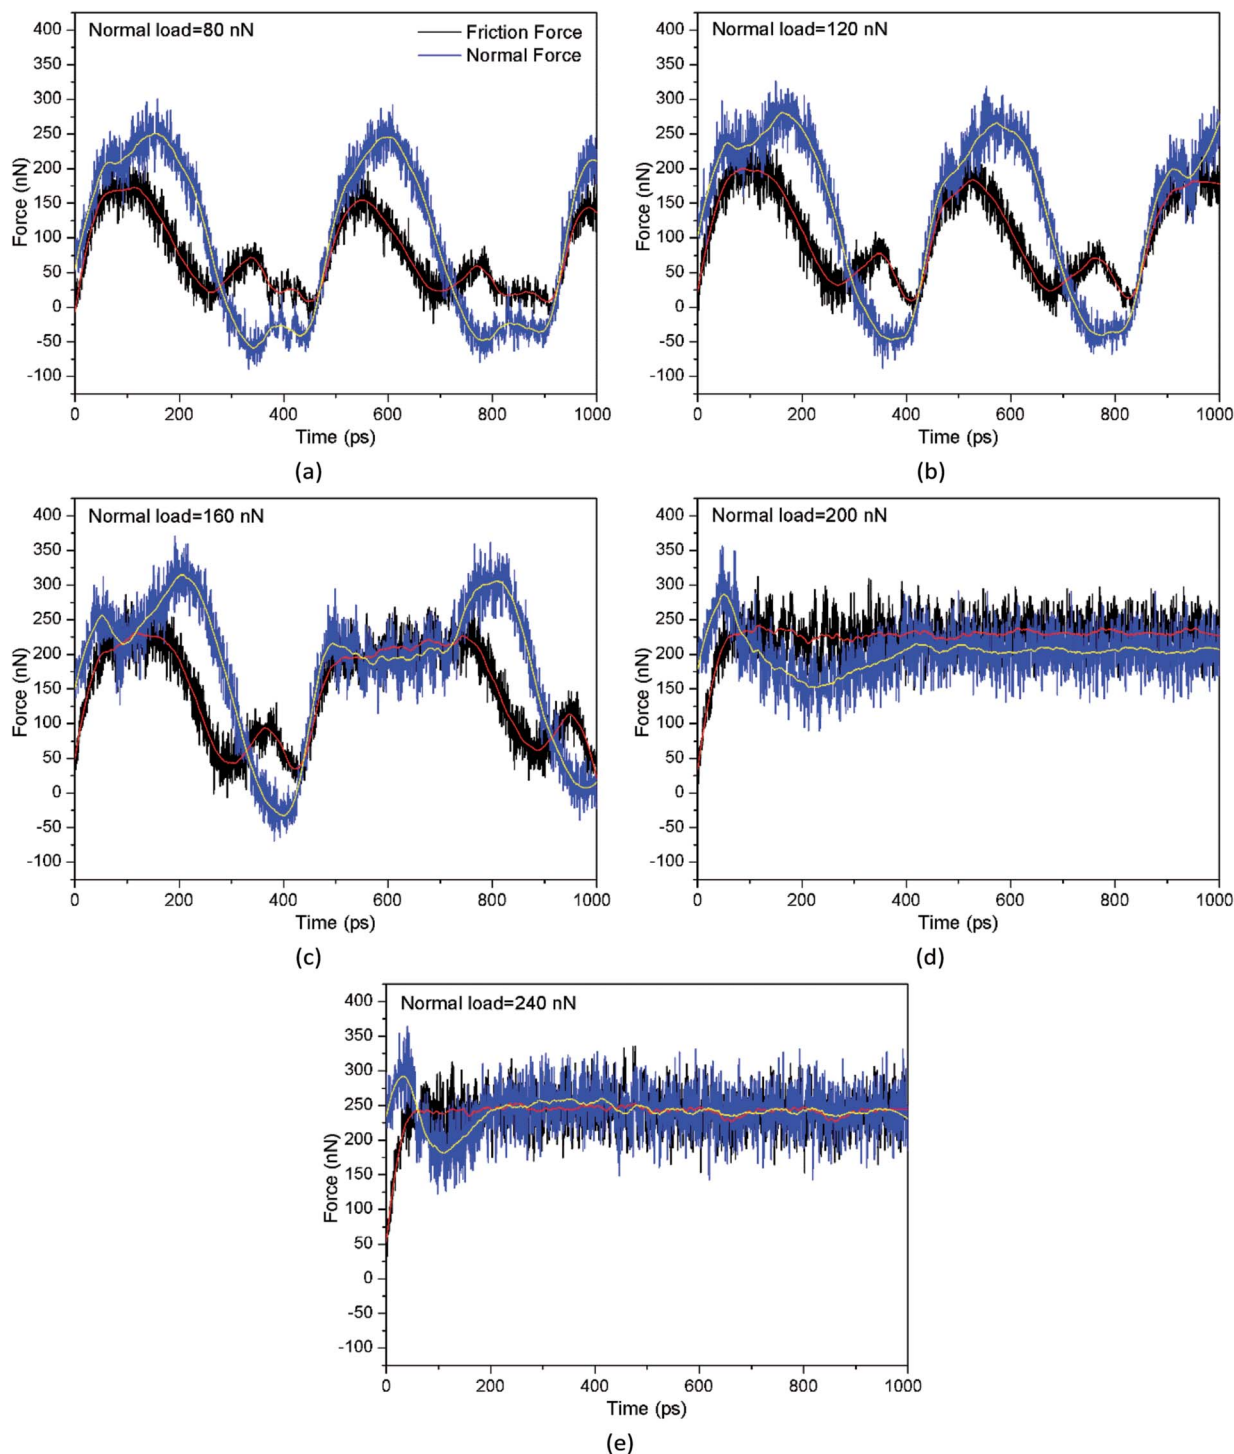 Normal load=80 nN
Friction Force
Normal Force
400
350
300
250
200
150
100
50
0
-50
-100
Force (nN)
0 200 400 600 800 1000
Time (ps)
(a)
Normal load=120 nN
400
350
300
250
200
150
100
50
0
-50
-100
Force (nN)
0 200 400 600 800 1000
Time (ps)
(b)
Normal load=160 nN
400
350
300
250
200
150
100
50
0
-50
-100
Force (nN)
0 200 400 600 800 1000
Time (ps)
(c)
Normal load=200 nN
400
350
300
250
200
150
100
50
0
-50
-100
Force (nN)
0 200 400 600 800 1000
Time (ps)
(d)
Normal load=240 nN
400
350
300
250
200
150
100
50
0
-50
-100
Force (nN)
0 200 400 600 800 1000
Time (ps)
(e)